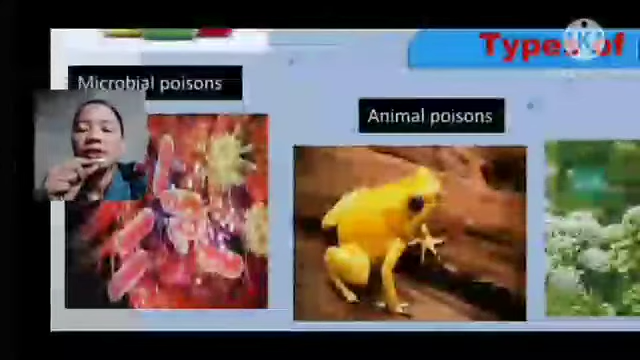 Types of
Microbial poisons
Animal poisons